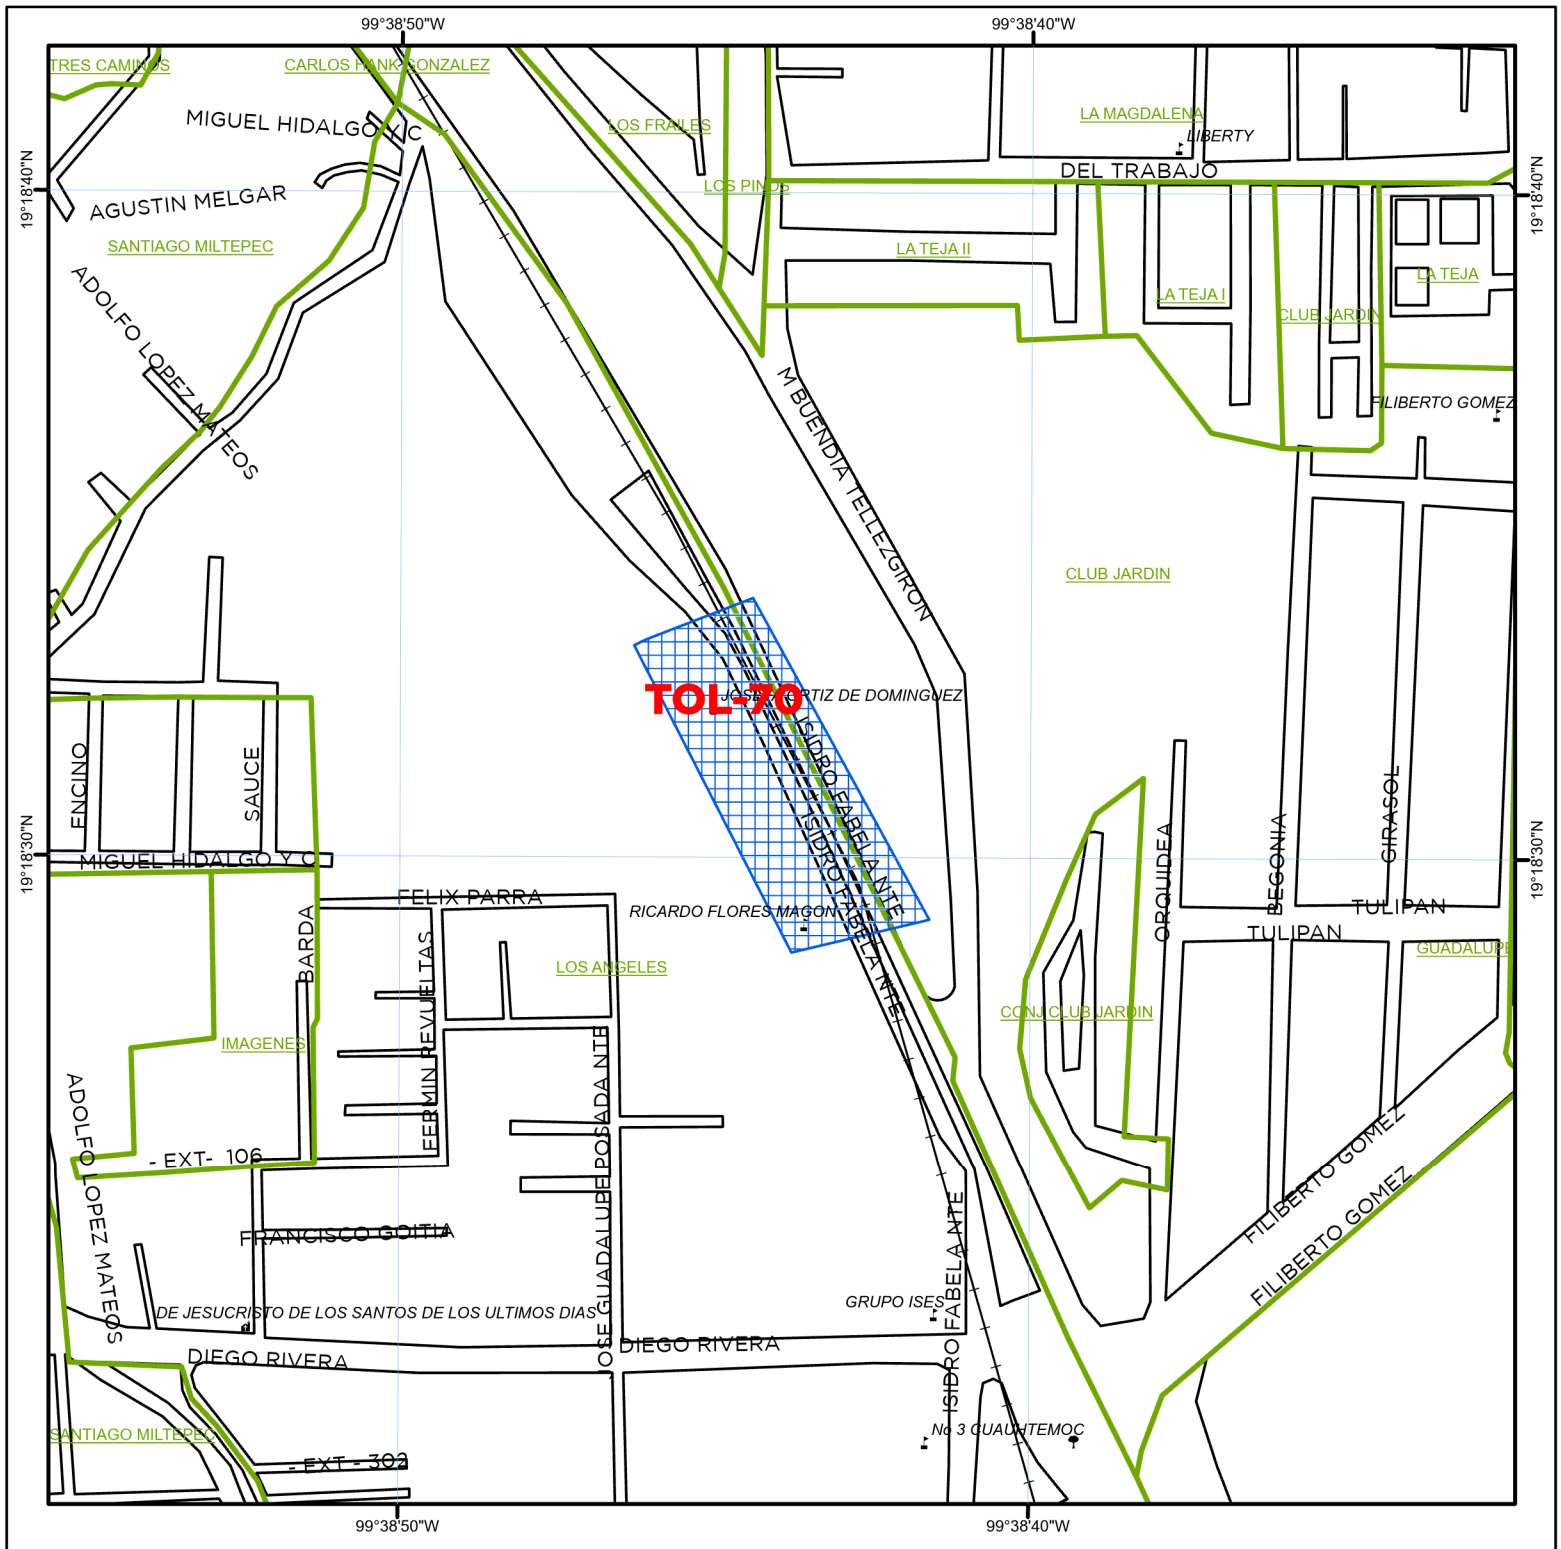 99°38'50"W
99°38'40"W
TRES CAMINOS
CARLOS HANK GONZALEZ
MIGUEL HIDALGO Y C
LOS FRAILES
LA MAGDALENA
LIBERTY
DEL TRABAJO
19°18'40"N
19°18'40"N
AGUSTIN MELGAR
LOS PINOS
SANTIAGO MILTEPEC
LA TEJA II
LA TEJA I
LA TEJA
CLUB JARDIN
ADOLFO LOPEZ MATEOS
M BUENDIA TELLEZGIRON
FILIBERTO GOMEZ
CLUB JARDIN
TOL-70
JOSEFA ORTIZ DE DOMINGUEZ
ISIDRO FABELA NTE
ISIDRO FABELA NTE
ENCINO
SAUCE
MIGUEL HIDALGO Y C
19°18'30"N
19°18'30"N
ORQUIDEA
BEGONIA
GIRASOL
FELIX PARRA
RICARDO FLORES MAGON
TULIPAN
TULIPAN
BARDA
FERMIN REVUELTAS
LOS ANGELES
GUADALUPE
CONJ CLUB JARDIN
IMAGENES
JOSE GUADALUPE POSADA NTE
ADOLFO LOPEZ MATEOS
- EXT- 106
FILIBERTO GOMEZ
FILIBERTO GOMEZ
FRANCISCO GOITIA
ISIDRO FABELA NTE
GRUPO ISES
DE JESUCRISTO DE LOS SANTOS DE LOS ULTIMOS DIAS
DIEGO RIVERA
DIEGO RIVERA
No 3 CUAUHTEMOC
SANTIAGO MILTEPEC
- EXT - 302
99°38'50"W
99°38'40"W